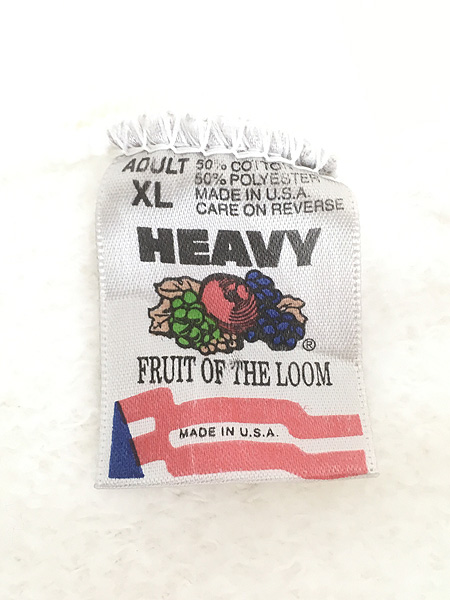 ADULT
XL
50% COTTON
50% POLYESTER
MADE IN U.S.A.
CARE ON REVERSE
HEAVY
®
FRUIT OF THE LOOM
MADE IN U.S.A.